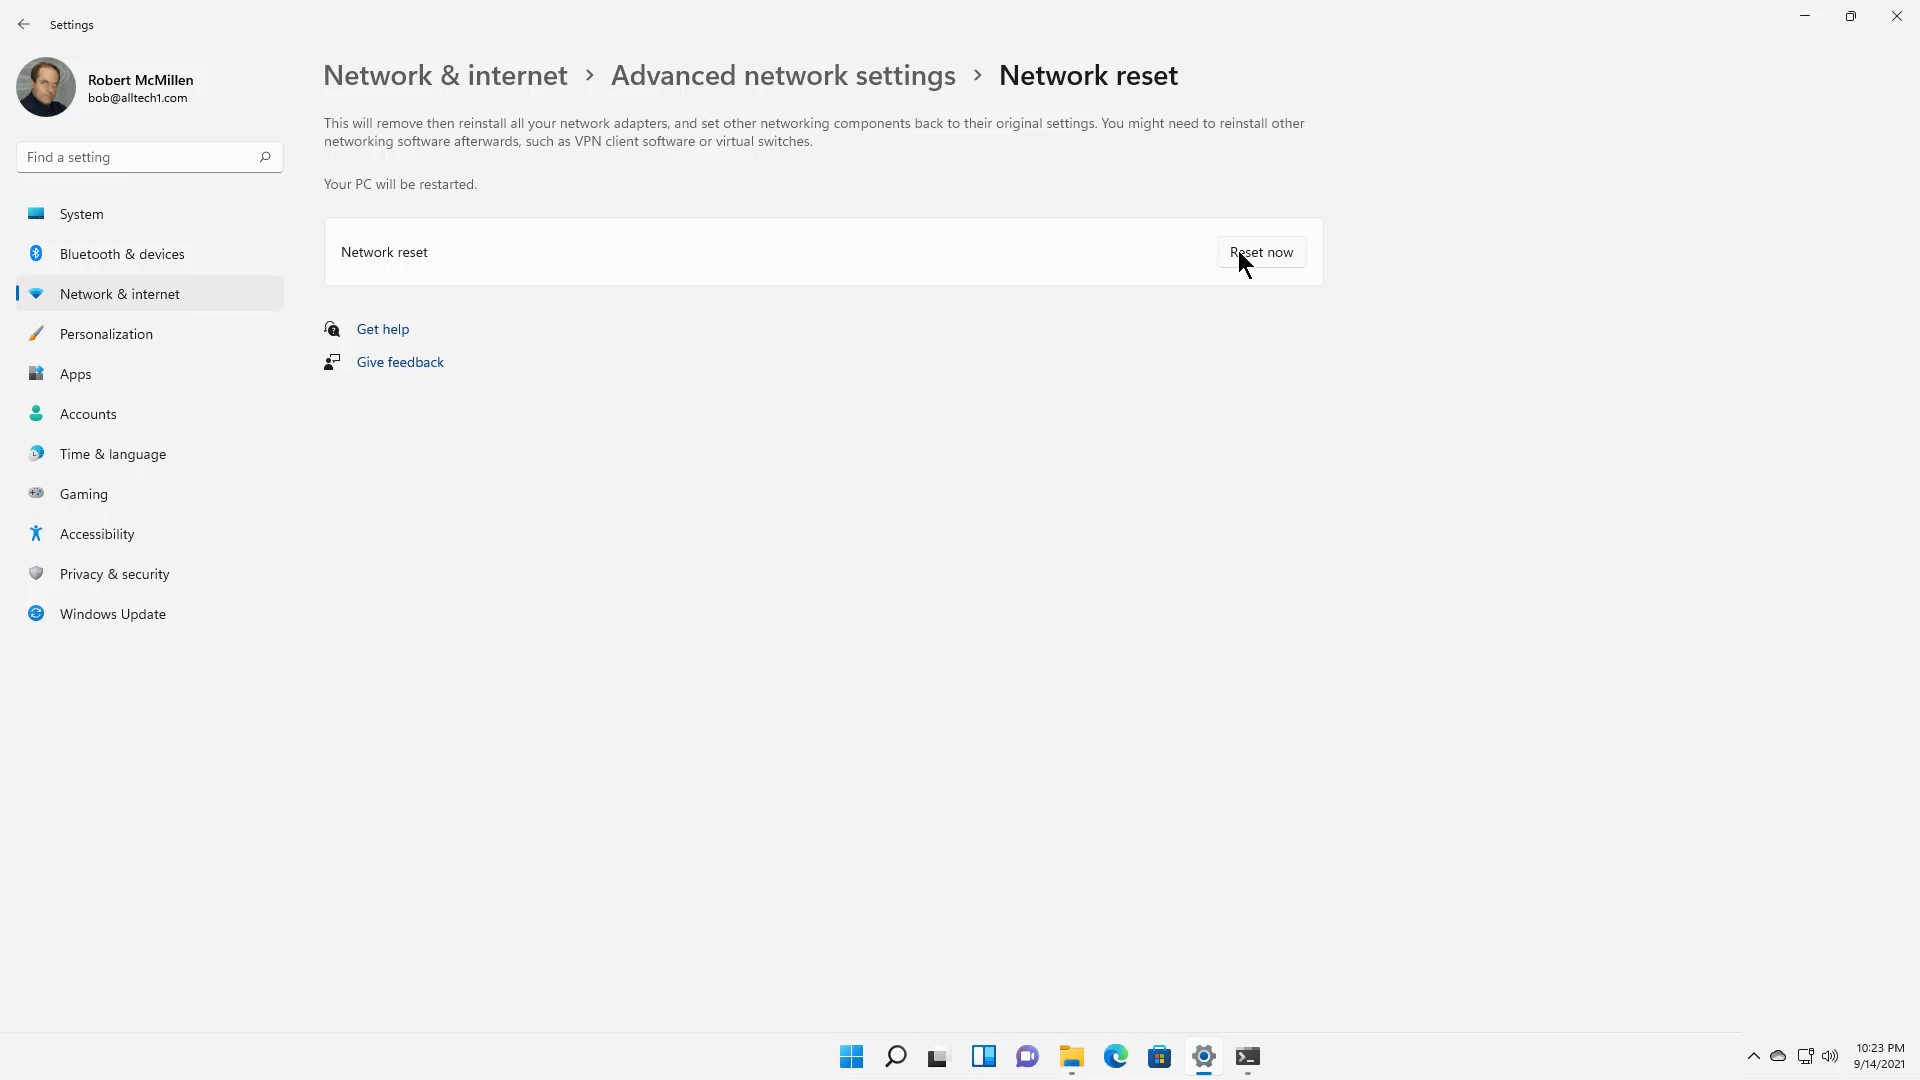 Settings
Robert McMillen
bob@alltech1.com
Find a setting
System
Bluetooth & devices
Network & internet
Personalization
Apps
Accounts
Time & language
Gaming
Accessibility
Privacy & security
Windows Update
Network & internet > Advanced network settings > Network reset
This will remove then reinstall all your network adapters, and set other networking components back to their original settings. You might need to reinstall other
networking software afterwards, such as VPN client software or virtual switches.
Your PC will be restarted.
Network reset
Reset now
Get help
Give feedback
10:23 PM
9/14/2021